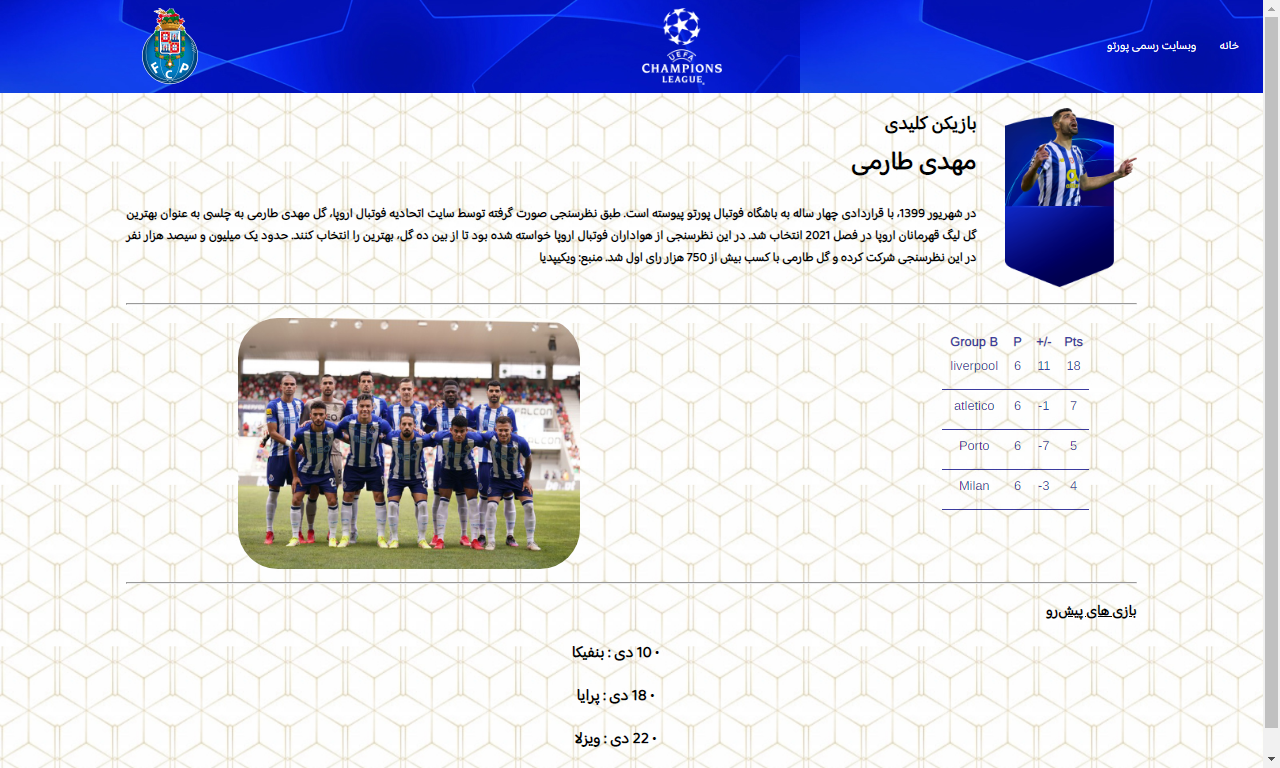 خانه وبسایت رسمی پورتو
UEFA
CHAMPIONS
LEAGUE
FCP
بازیکن کلیدی
مهدی طارمی
در شهریور 1399، با قراردادی چهار ساله به باشگاه فوتبال پورتو پیوسته است. طبق نظرسنجی صورت گرفته توسط سایت اتحادیه فوتبال اروپا، گل مهدی طارمی به چلسی به عنوان بهترین
گل لیگ قهرمانان اروپا در فصل 2021 انتخاب شد. در این نظرسنجی از هواداران فوتبال اروپا خواسته شده بود تا از بین ده گل، بهترین را انتخاب کنند. حدود یک میلیون و سیصد هزار نفر
در این نظرسنجی شرکت کرده و گل طارمی با کسب بیش از 750 هزار رای اول شد. منبع: ویکیپدیا
Group B P +/- Pts
liverpool 6 11 18
atletico 6 -1 7
Porto 6 -7 5
Milan 6 -3 4
FALCON
بازی های پیش‌رو
• 10 دی : بنفیکا
• 18 دی : پرایا
• 22 دی : ویزلا